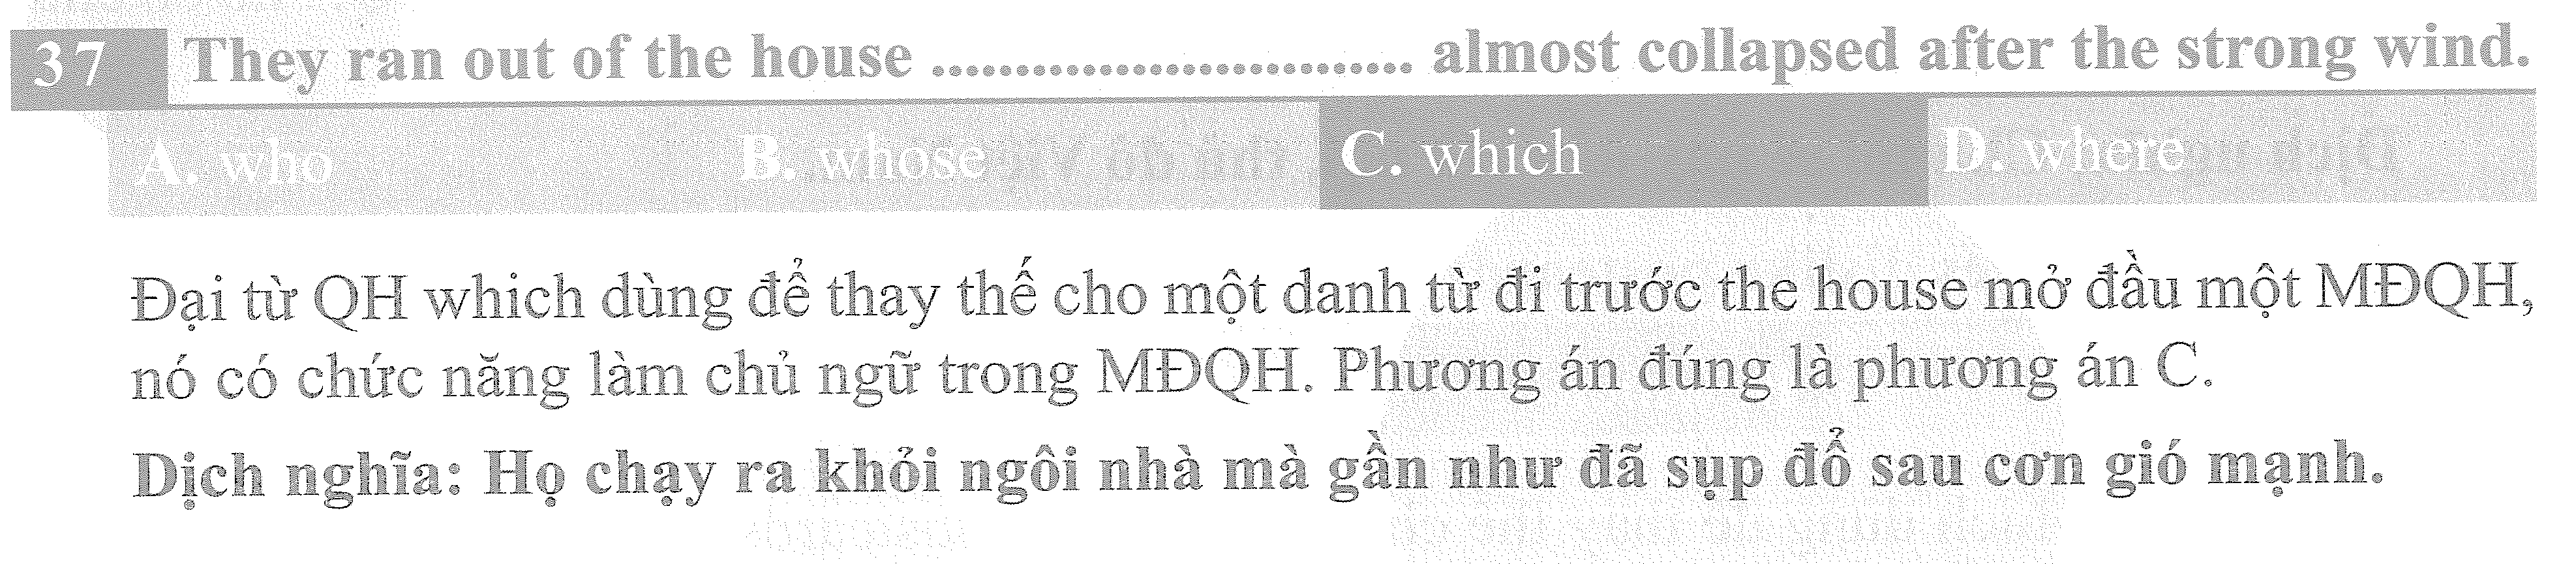 37 They ran out of the house ............................. almost collapsed after the strong wind.
A. who B. whose C. which D. where
Đại từ QH which dùng để thay thế cho một danh từ đi trước the house mở đầu một MĐQH,
nó có chức năng làm chủ ngữ trong MĐQH. Phương án đúng là phương án C.
Dịch nghĩa: Họ chạy ra khỏi ngôi nhà mà gần như đã sụp đổ sau cơn gió mạnh.